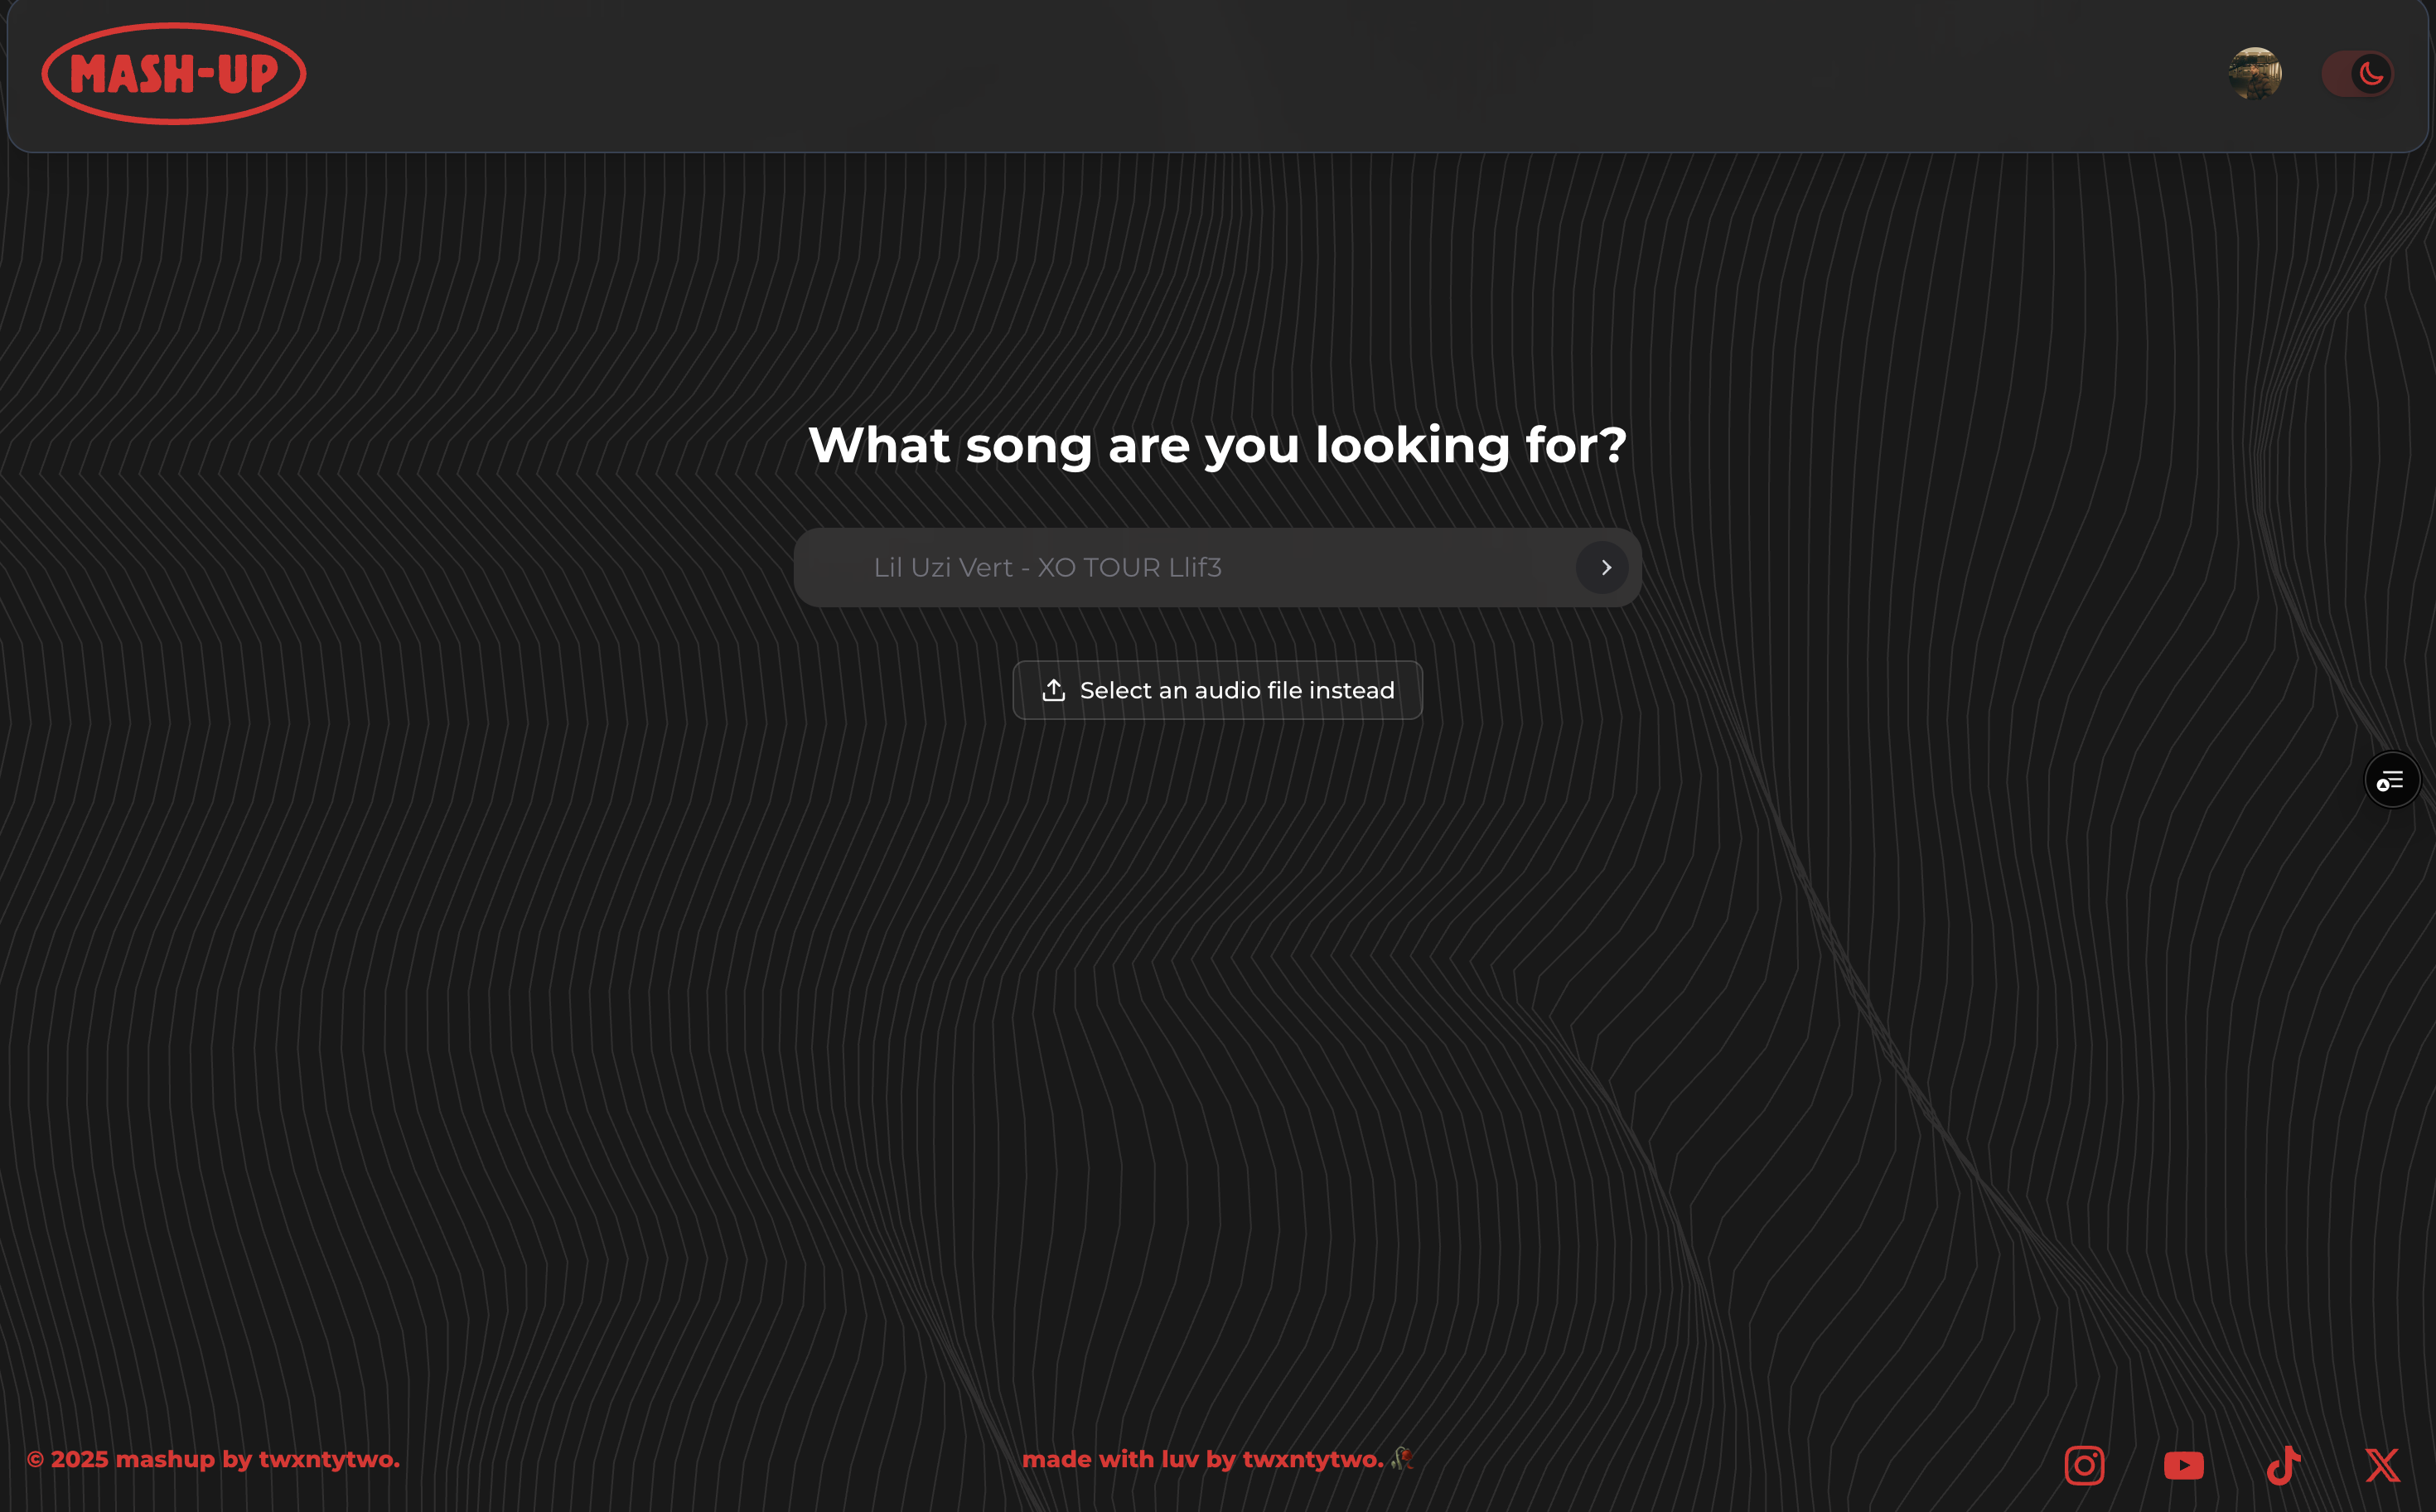 MASH-UP
What song are you looking for?
Lil Uzi Vert - XO TOUR Llif3
Select an audio file instead
© 2025 mashup by twxntytwo.
made with luv by twxntytwo.🥀